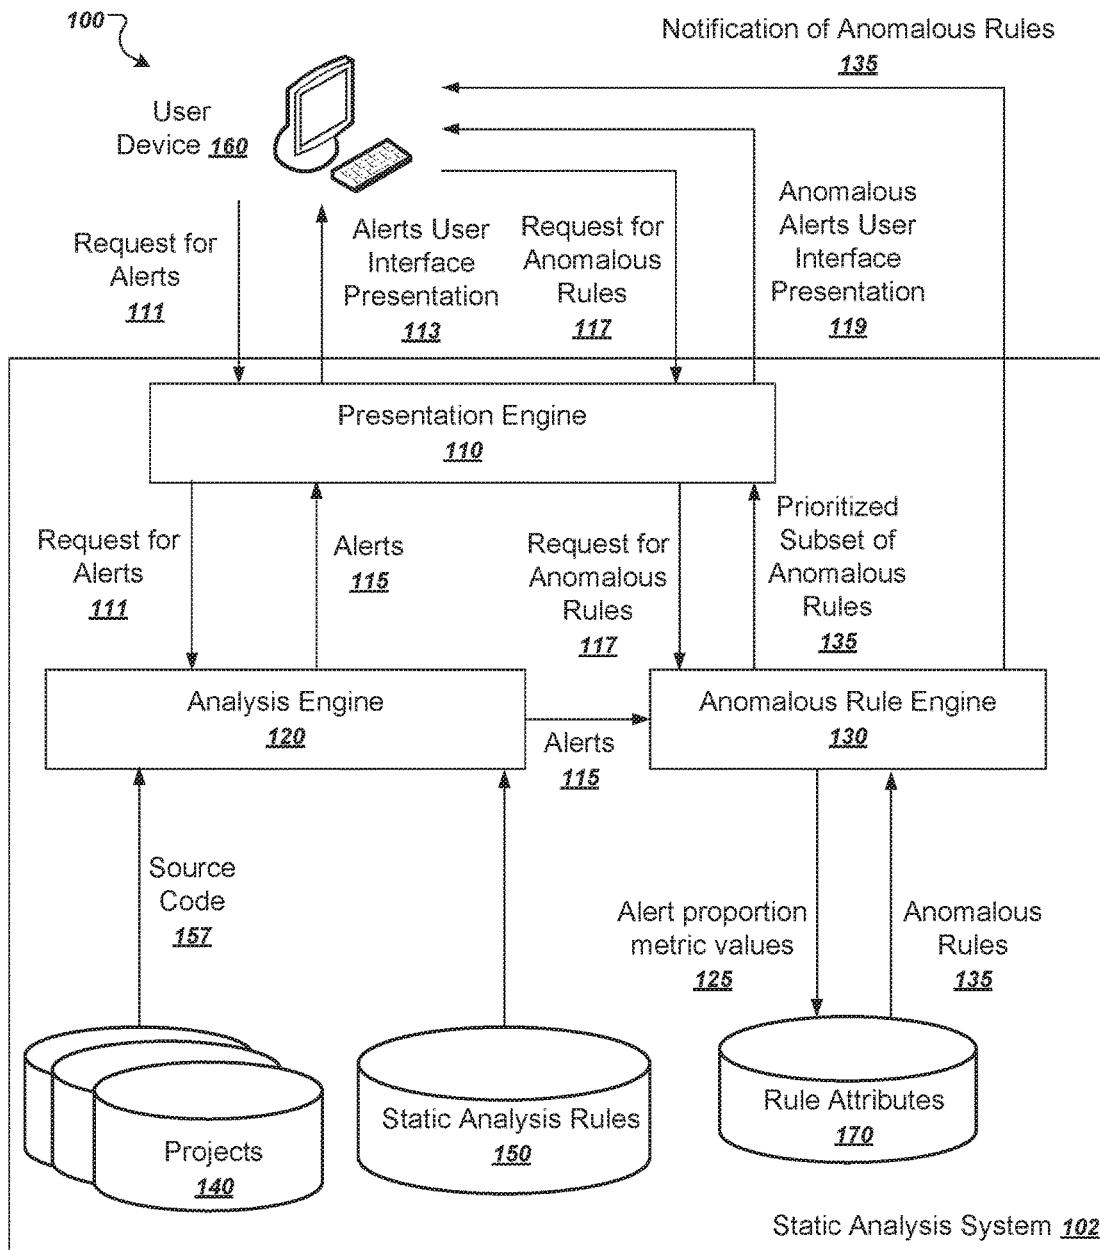 100
Notification of Anomalous Rules
135
User
Device 160
Request for
Alerts
111
Alerts User
Interface
Presentation
113
Request for
Anomalous
Rules
117
Anomalous
Alerts User
Interface
Presentation
119
Presentation Engine
110
Request for
Alerts
111
Alerts
115
Request for
Anomalous
Rules
117
Prioritized
Subset of
Anomalous
Rules
135
Analysis Engine
120
Alerts
115
Anomalous Rule Engine
130
Source
Code
157
Alert proportion
metric values
125
Anomalous
Rules
135
Projects
140
Static Analysis Rules
150
Rule Attributes
170
Static Analysis System 102